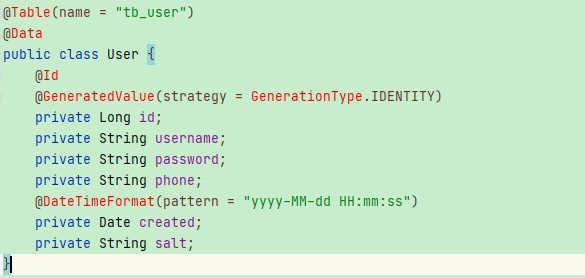 @Table(name = "tb_user")
@Data
public class User {
@Id
@GeneratedValue(strategy = GenerationType.IDENTITY)
private Long id;
private String username;
private String password;
private String phone;
@DateTimeFormat(pattern = "yyyy-MM-dd HH:mm:ss")
private Date created;
private String salt;
}